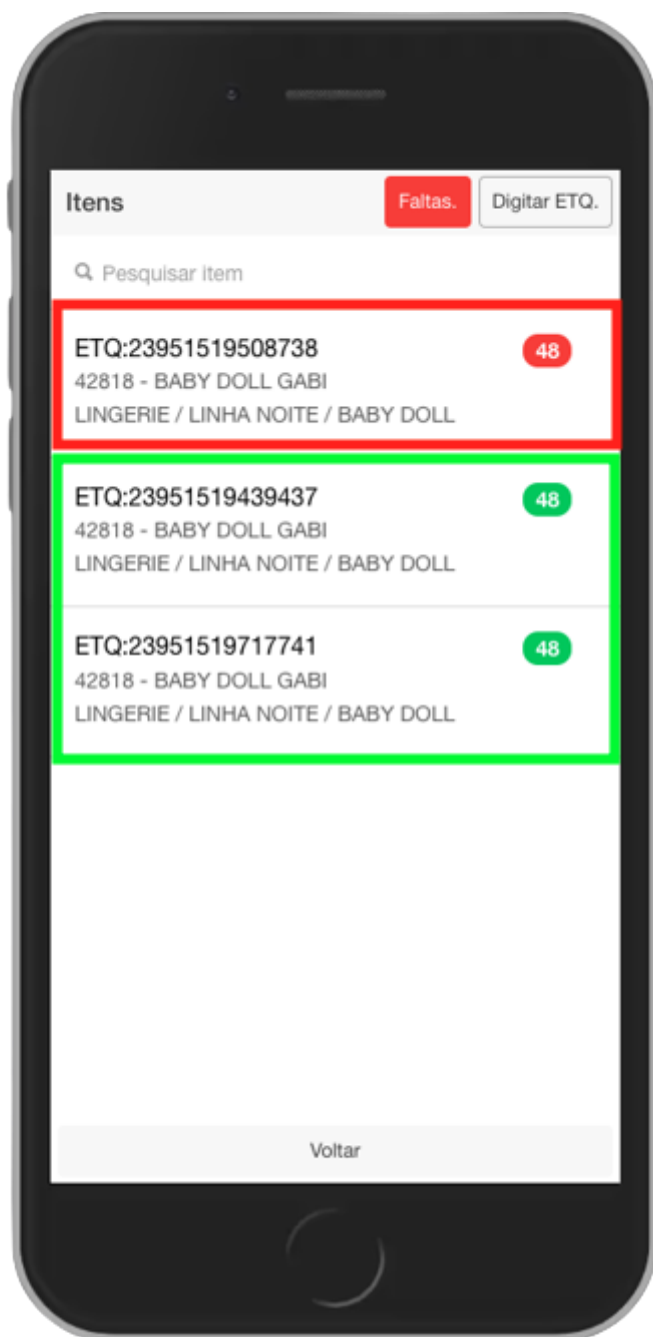 Itens
Faltas.
Digitar ETQ.
Pesquisar item
ETQ:23951519508738
48
42818 - BABY DOLL GABI
LINGERIE / LINHA NOITE / BABY DOLL
ETQ:23951519439437
48
42818 - BABY DOLL GABI
LINGERIE / LINHA NOITE / BABY DOLL
ETQ:23951519717741
48
42818 - BABY DOLL GABI
LINGERIE / LINHA NOITE / BABY DOLL
Voltar